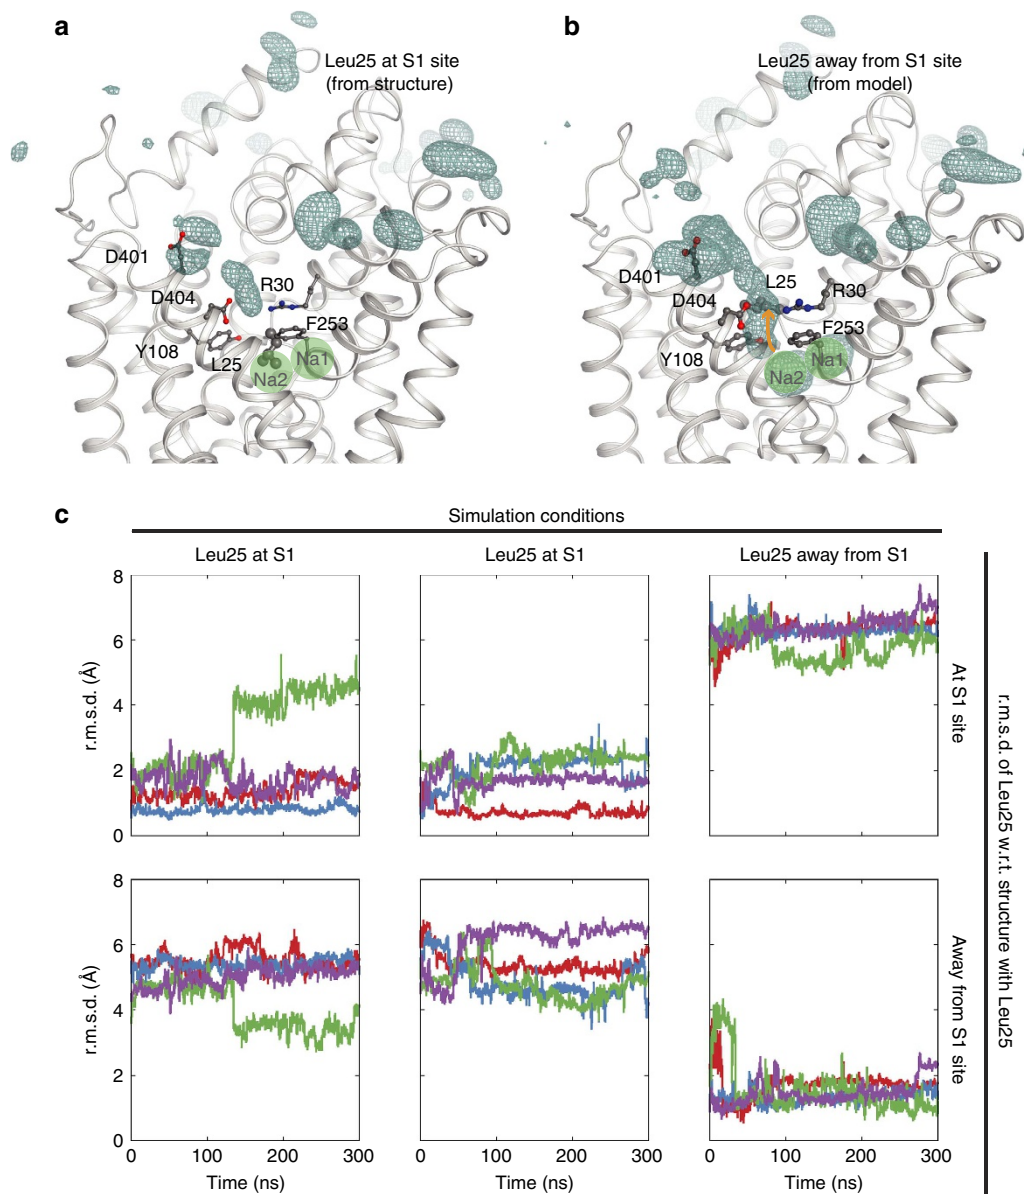 a
Leu25 at S1 site
(from structure)
D401
D404
R30
F253
Y108
L25
Na1
Na2
b
Leu25 away from S1 site
(from model)
D401
L25
D404
R30
F253
Y108
Na1
Na2
c
Simulation conditions
Leu25 at S1
Leu25 at S1
Leu25 away from S1
8
6
4
2
0
r.m.s.d. (Å)
At S1 site
8
6
4
2
0
r.m.s.d. (Å)
Away from S1 site
r.m.s.d. of Leu25 w.r.t. structure with Leu25
0 100 200 300
0 100 200 300
0 100 200 300
Time (ns)
Time (ns)
Time (ns)